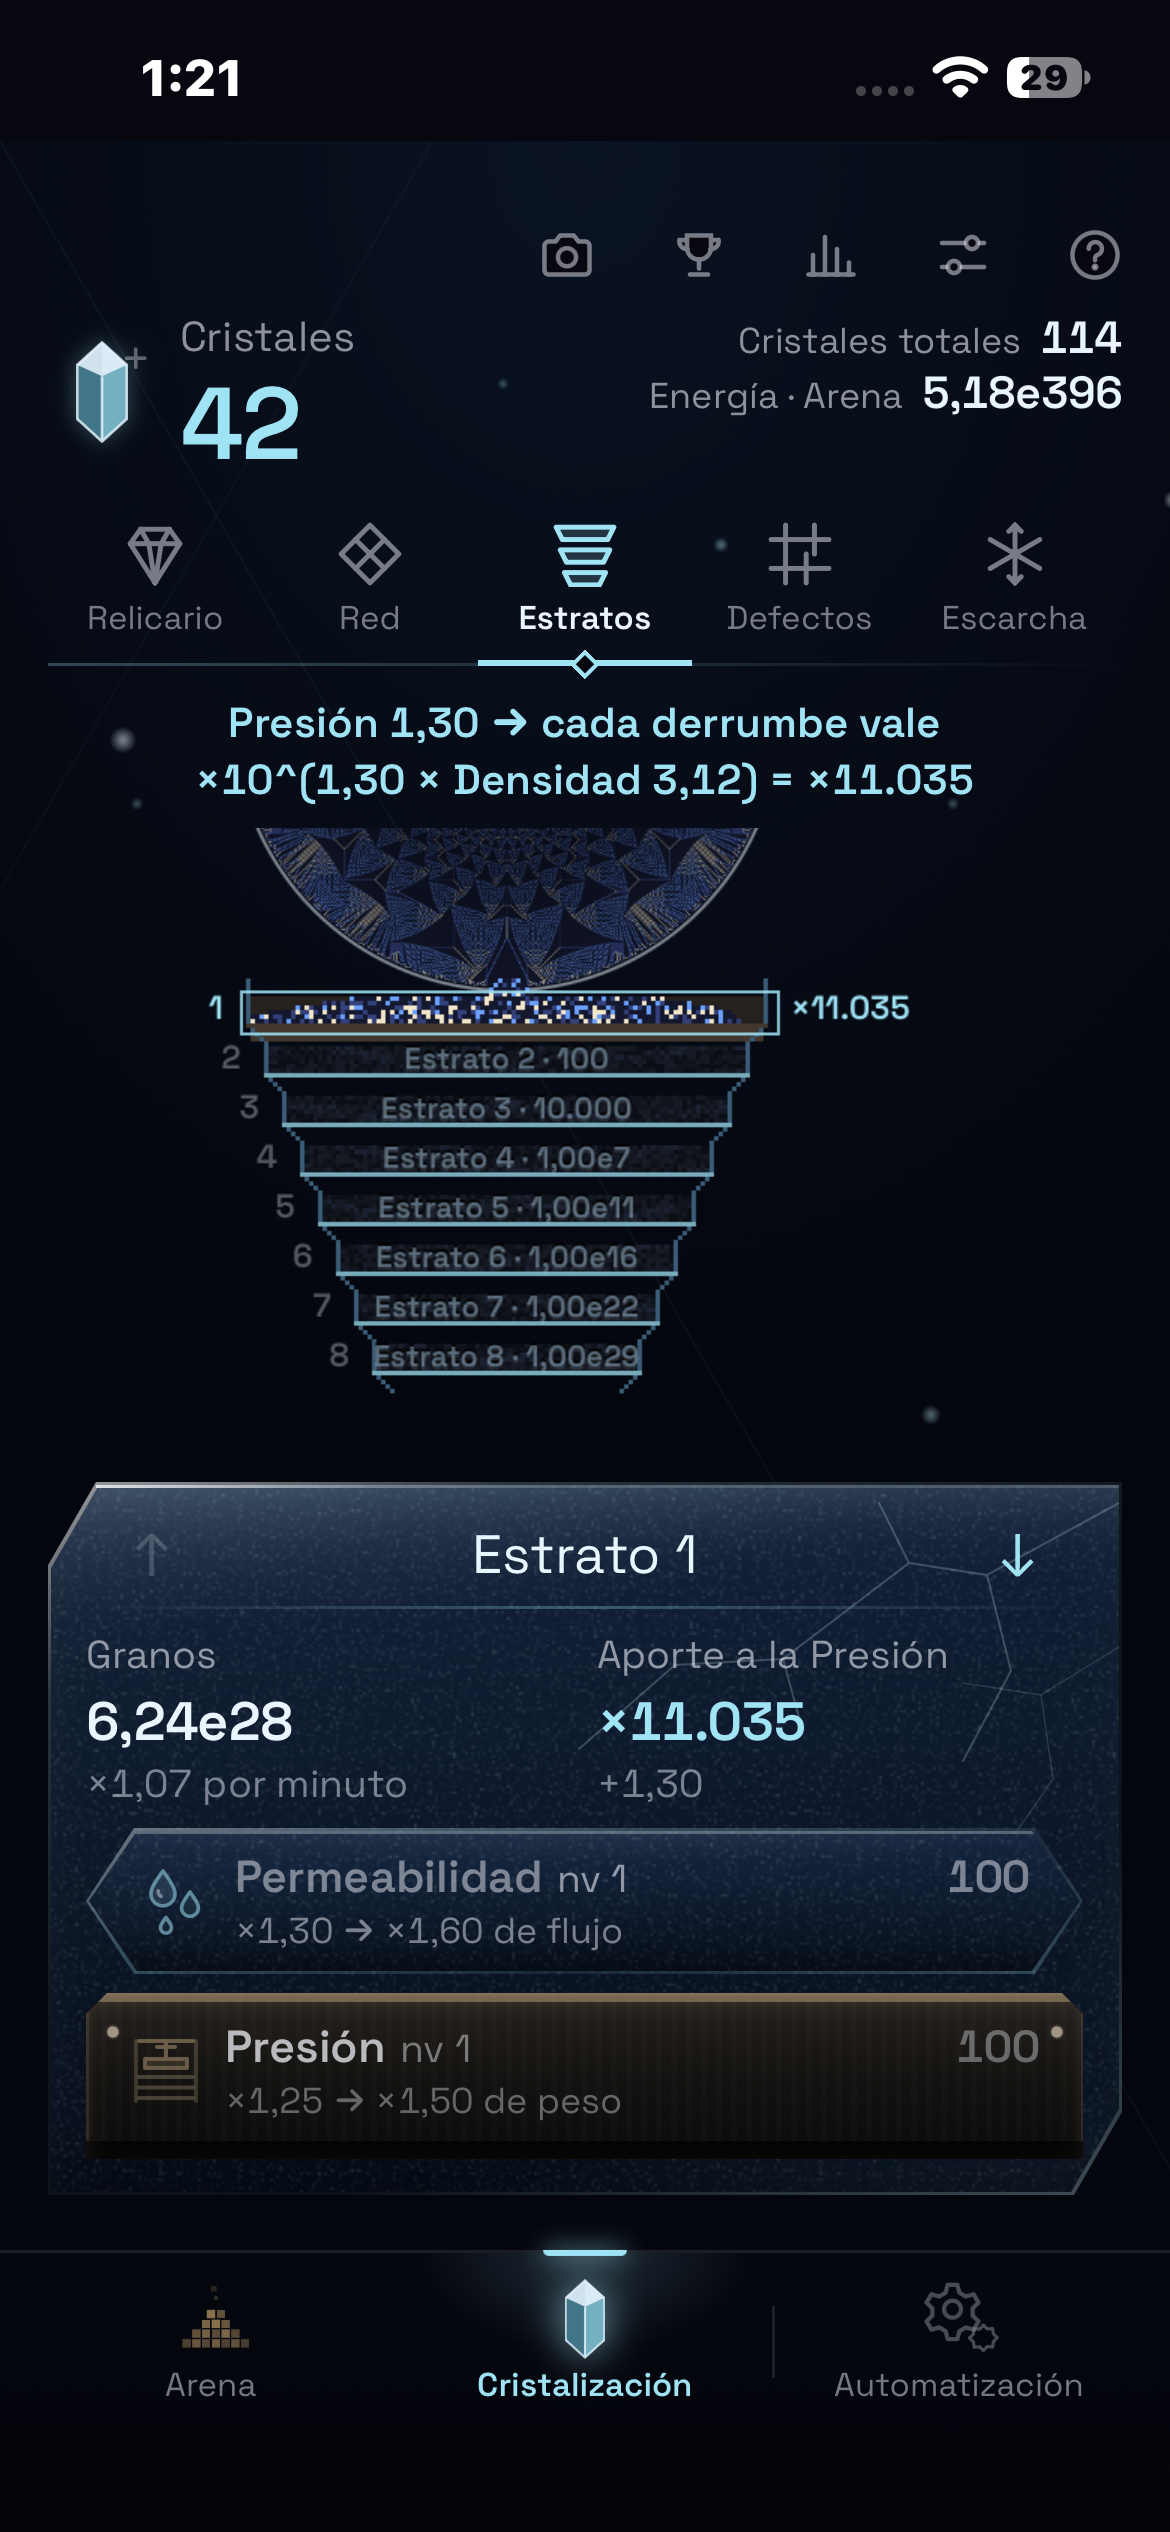 1:21
29
Cristales
42
Cristales totales 114
Energía · Arena 5,18e396
Relicario
Red
Estratos
Defectos
Escarcha
Presión 1,30 → cada derrumbe vale
×10^(1,30 × Densidad 3,12) = ×11.035
1
×11.035
2
Estrato 2 · 100
3
Estrato 3 · 10.000
4
Estrato 4 · 1,00e7
5
Estrato 5 · 1,00e11
6
Estrato 6 · 1,00e16
7
Estrato 7 · 1,00e22
8
Estrato 8 · 1,00e29
↑ Estrato 1 ↓
Granos
6,24e28
×1,07 por minuto
Aporte a la Presión
×11.035
+1,30
Permeabilidad nv 1
100
×1,30 → ×1,60 de flujo
Presión nv 1
100
×1,25 → ×1,50 de peso
Arena
Cristalización
Automatización